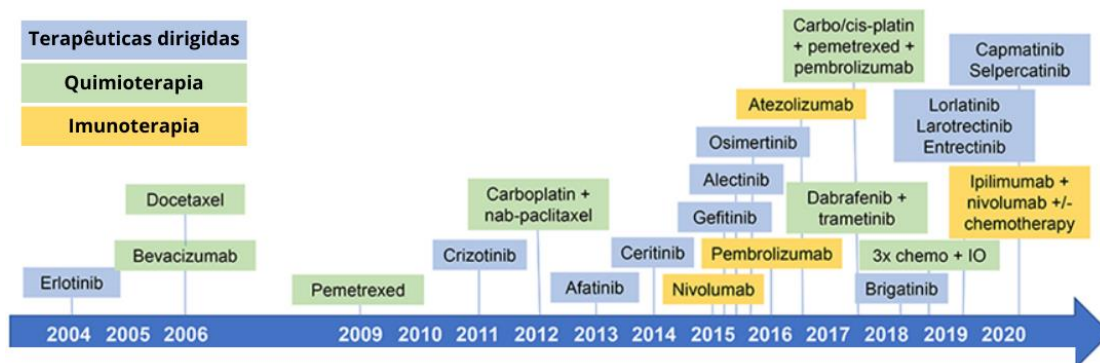 Terapêuticas dirigidas
Quimioterapia
Imunoterapia
Erlotinib
Docetaxel
Bevacizumab
Pemetrexed
Crizotinib
Carboplatin +
nab-paclitaxel
Afatinib
Ceritinib
Nivolumab
Pembrolizumab
Gefitinib
Alectinib
Osimertinib
Atezolizumab
Carbo/cis-platin
+ pemetrexed +
pembrolizumab
Dabrafenib +
trametinib
Brigatinib
3x chemo + IO
Lorlatinib
Larotrectinib
Entrectinib
Capmatinib
Selpercatinib
Ipilimumab +
nivolumab +/-
chemotherapy
2004 2005 2006 2009 2010 2011 2012 2013 2014 2015 2016 2017 2018 2019 2020